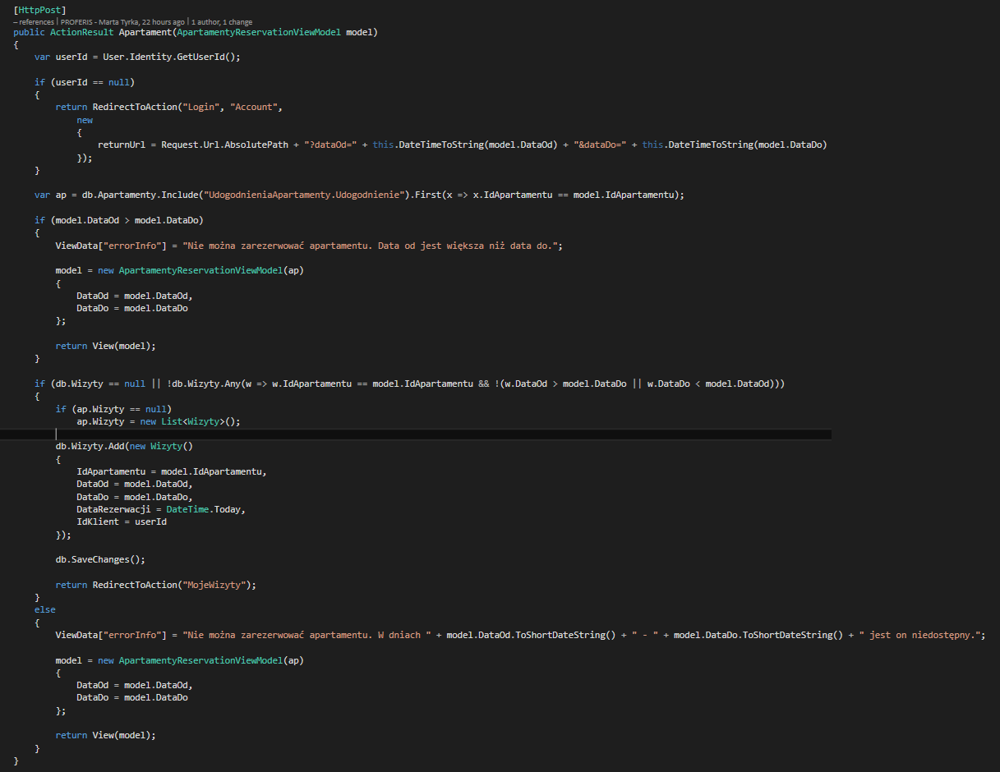 [HttpPost]
– references | PROFERIS - Marta Tyrka, 22 hours ago | 1 author, 1 change
public ActionResult Apartament(ApartamentyReservationViewModel model)
{
    var userId = User.Identity.GetUserId();

    if (userId == null)
    {
        return RedirectToAction("Login", "Account",
            new
            {
                returnUrl = Request.Url.AbsolutePath + "?dataOd=" + this.DateTimeToString(model.DataOd) + "&dataDo=" + this.DateTimeToString(model.DataDo)
            });
    }

    var ap = db.Apartamenty.Include("UdogodnieniaApartamenty.Udogodnienie").First(x => x.IdApartamentu == model.IdApartamentu);

    if (model.DataOd > model.DataDo)
    {
        ViewData["errorInfo"] = "Nie można zarezerwować apartamentu. Data od jest większa niż data do.";

        model = new ApartamentyReservationViewModel(ap)
        {
            DataOd = model.DataOd,
            DataDo = model.DataDo
        };

        return View(model);
    }

    if (db.Wizyty == null || !db.Wizyty.Any(w => w.IdApartamentu == model.IdApartamentu && !(w.DataOd > model.DataDo || w.DataDo < model.DataOd)))
    {
        if (ap.Wizyty == null)
            ap.Wizyty = new List<Wizyty>();

        db.Wizyty.Add(new Wizyty()
        {
            IdApartamentu = model.IdApartamentu,
            DataOd = model.DataOd,
            DataDo = model.DataDo,
            DataRezerwacji = DateTime.Today,
            IdKlient = userId
        });

        db.SaveChanges();

        return RedirectToAction("MojeWizyty");
    }
    else
    {
        ViewData["errorInfo"] = "Nie można zarezerwować apartamentu. W dniach " + model.DataOd.ToShortDateString() + " - " + model.DataDo.ToShortDateString() + " jest on niedostępny.";

        model = new ApartamentyReservationViewModel(ap)
        {
            DataOd = model.DataOd,
            DataDo = model.DataDo
        };

        return View(model);
    }
}